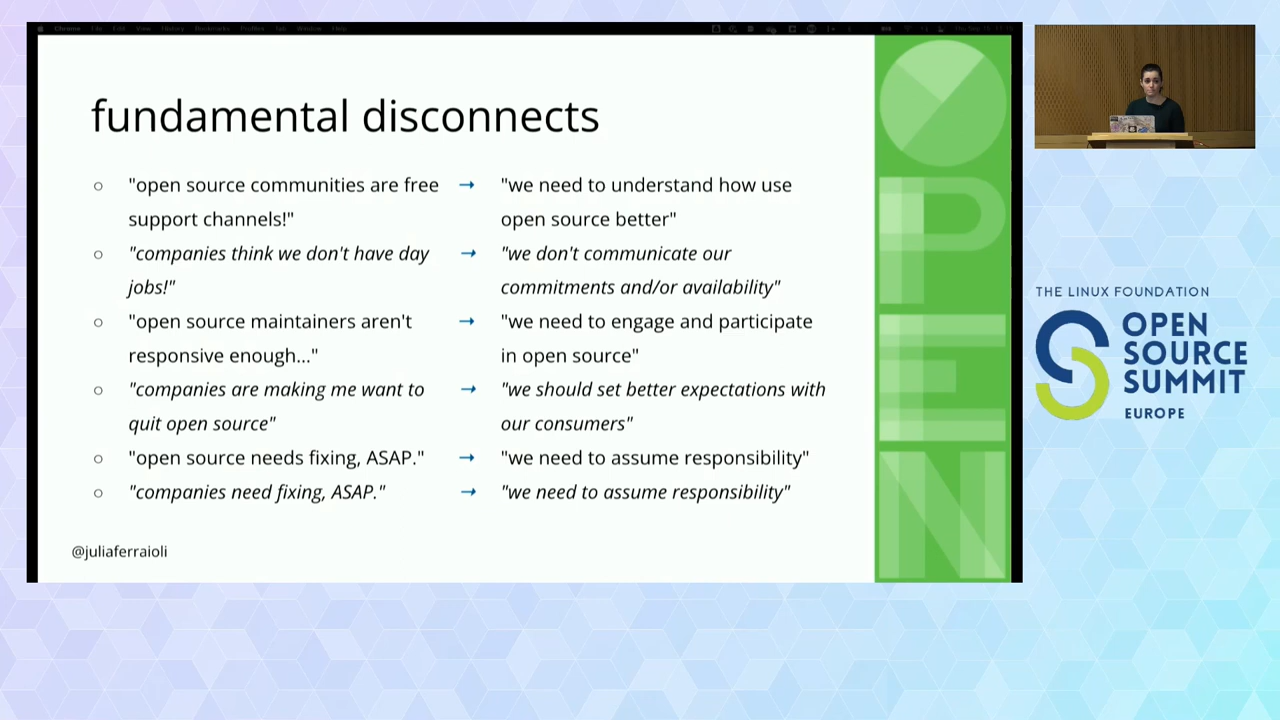 fundamental disconnects
○ "open source communities are free → "we need to understand how use
support channels!" open source better"
○ "companies think we don't have day → "we don't communicate our
jobs!" commitments and/or availability"
○ "open source maintainers aren't → "we need to engage and participate
responsive enough..." in open source"
○ "companies are making me want to → "we should set better expectations with
quit open source" our consumers"
○ "open source needs fixing, ASAP." → "we need to assume responsibility"
○ "companies need fixing, ASAP." → "we need to assume responsibility"
@juliaferraioli
OPEN
THE LINUX FOUNDATION
OPEN
SOURCE
SUMMIT
EUROPE